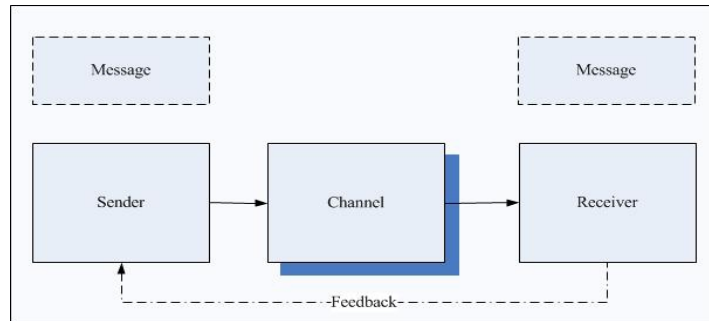 Message
Message
Sender
Channel
Receiver
Feedback